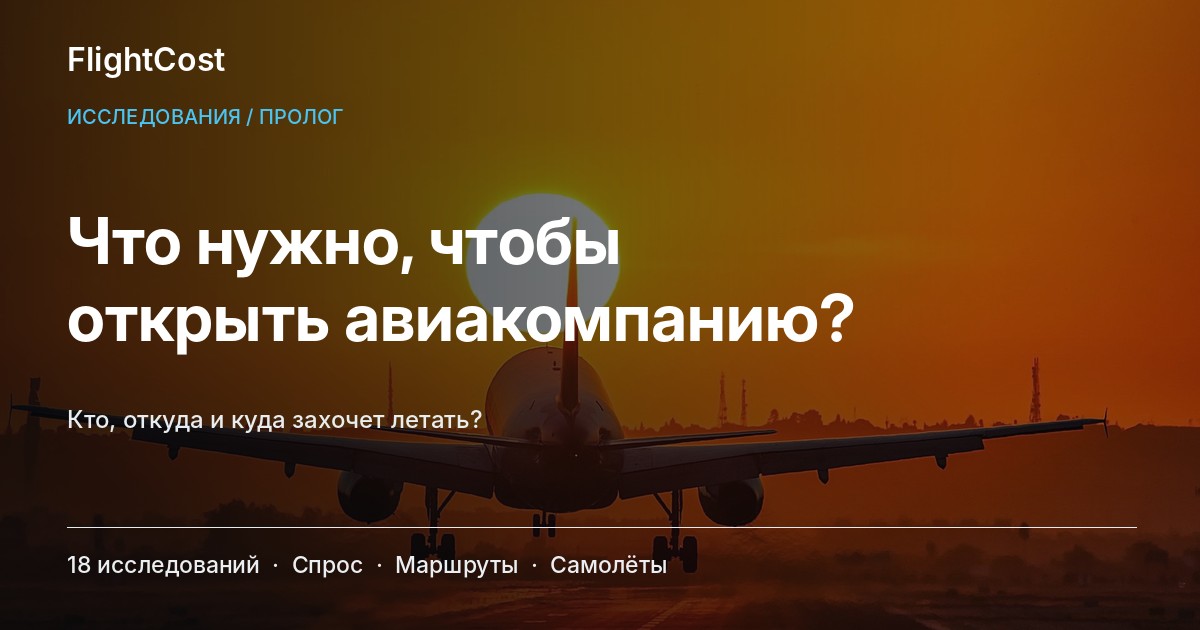 FlightCost
ИССЛЕДОВАНИЯ / ПРОЛОГ
Что нужно, чтобы
открыть авиакомпанию?
Кто, откуда и куда захочет летать?
18 исследований · Спрос · Маршруты · Самолёты